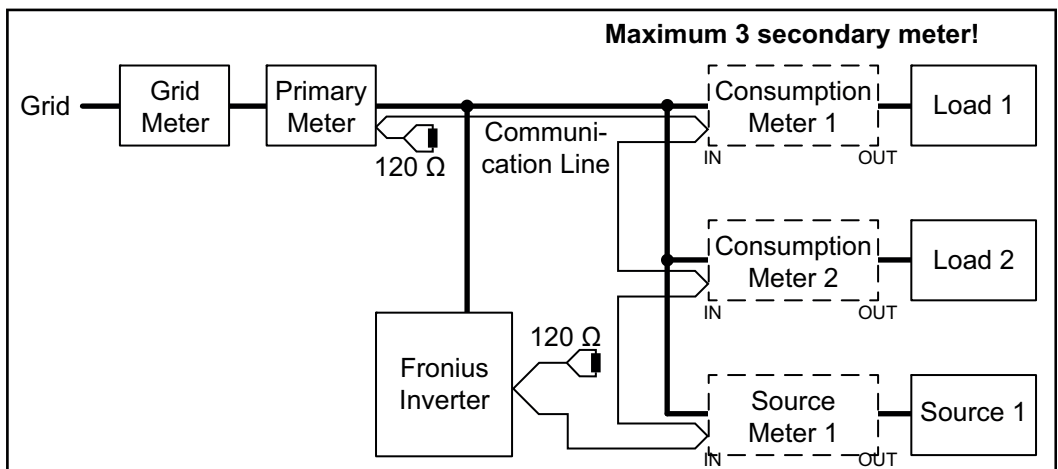 Maximum 3 secondary meter!
Grid
Grid
Meter
Primary
Meter
Consumption
Meter 1
Load 1
Communi-
cation Line
120 Ω
IN
OUT
Consumption
Meter 2
Load 2
IN
OUT
120 Ω
Fronius
Inverter
Source
Meter 1
Source 1
IN
OUT